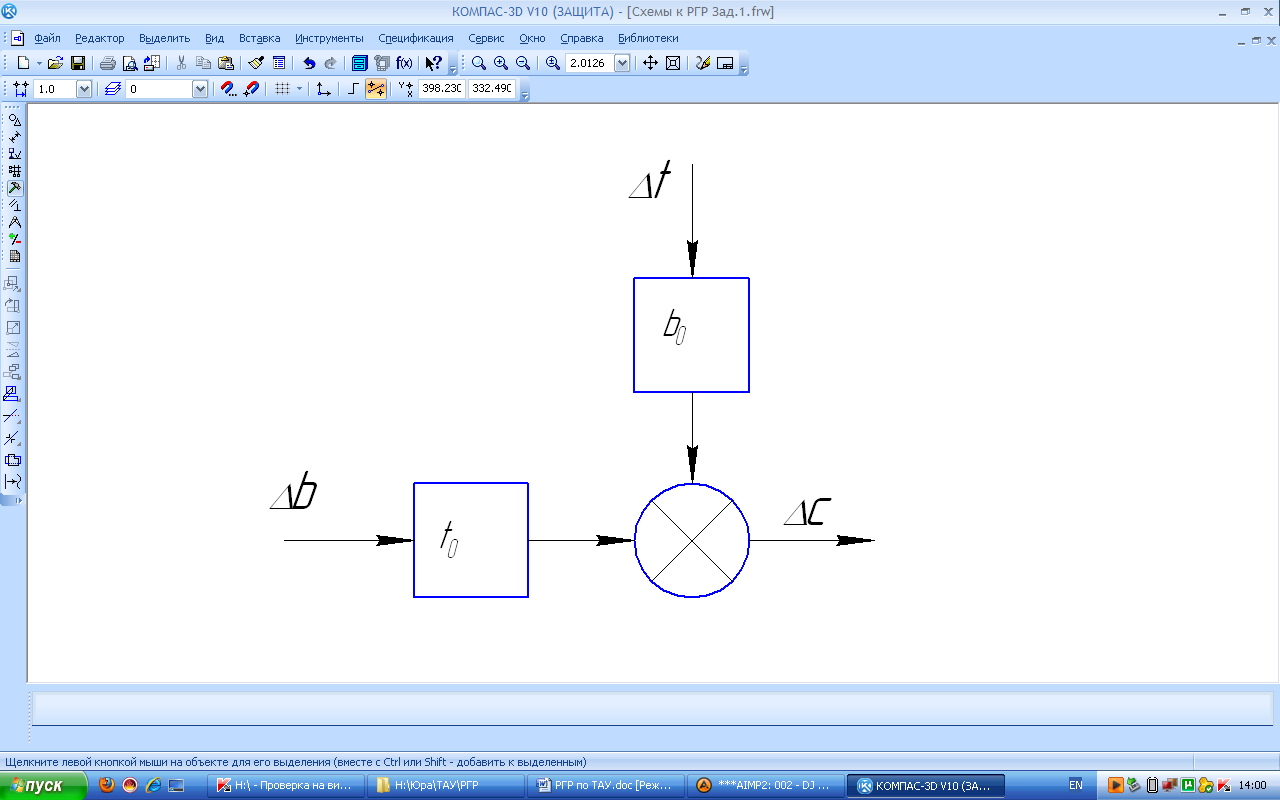 КОМПАС-3D V10 (ЗАЩИТА) - [Схемы к РГР Зад.1.frw]
Файл Редактор Выделить Вид Вставка Инструменты Спецификация Сервис Окно Справка Библиотеки
f(x) 2.0126
1.0 0 398.230 332.490
Δt
b0
Δb
t0
Δc
Щелкните левой кнопкой мыши на объекте для его выделения (вместе с Ctrl или Shift - добавить к выделенным)
пуск H:\ - Проверка на ви... H:\Юра\ТАУ\РГР РГР по ТАУ.doc [Реж... ***AIMP2: 002 - DJ ... КОМПАС-3D V10 (ЗА... EN 14:00